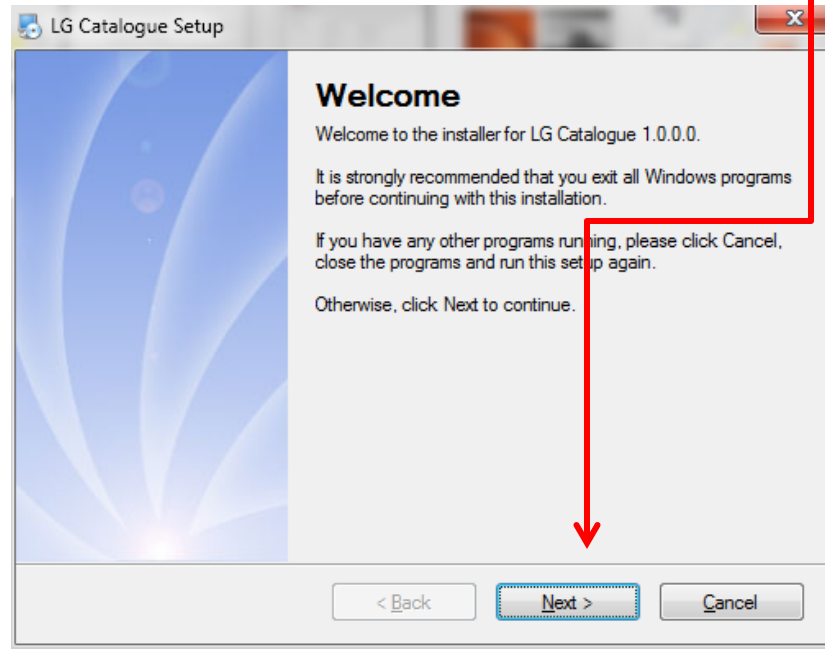 LG Catalogue Setup
Welcome
Welcome to the installer for LG Catalogue 1.0.0.0.
It is strongly recommended that you exit all Windows programs
before continuing with this installation.
If you have any other programs running, please click Cancel,
close the programs and run this setup again.
Otherwise, click Next to continue.
< Back
Next >
Cancel